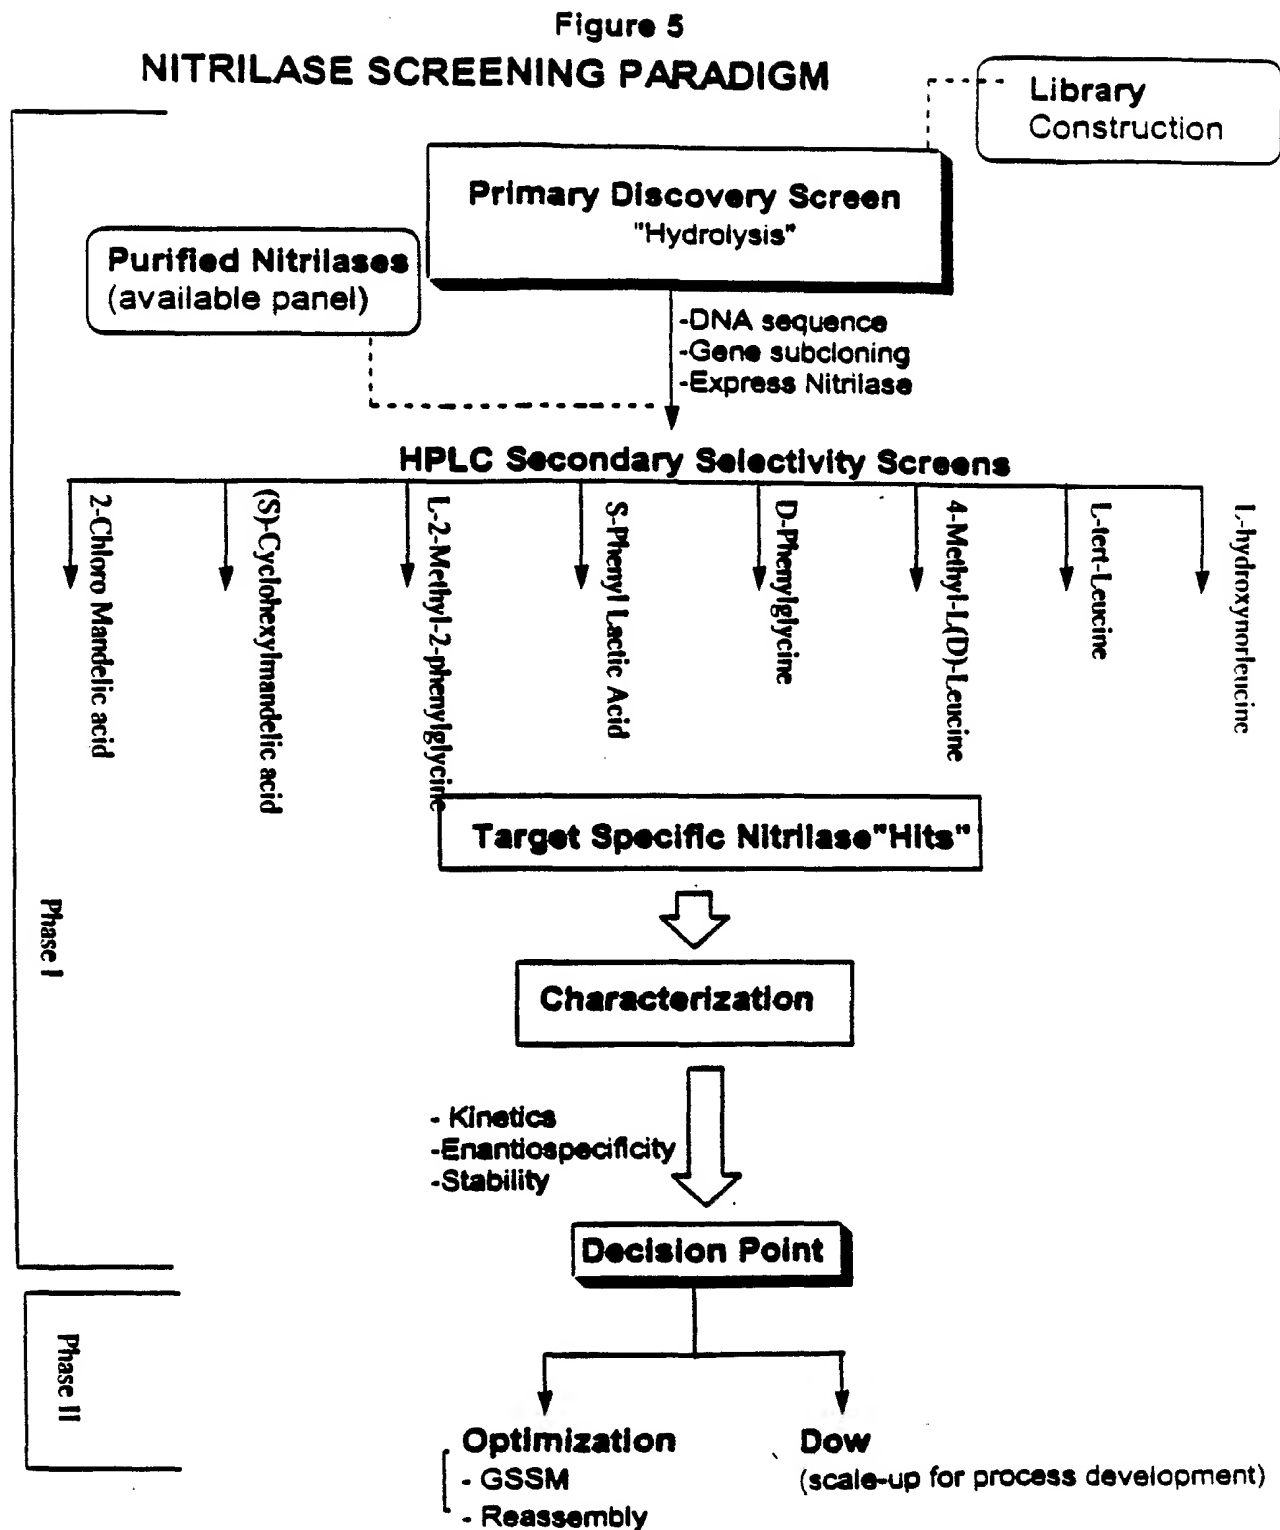 Figure 5
NITRILASE SCREENING PARADIGM
Library
Construction
Primary Discovery Screen
"Hydrolysis"
Purified Nitrilases
(available panel)
-DNA sequence
-Gene subcloning
-Express Nitrilase
HPLC Secondary Selectivity Screens
2-Chloro Mandelic acid
(S)-Cyclohexylmandelic acid
L-2-Methyl-2-phenylglycine
S-Phenyl Lactic Acid
D-Phenylglycine
4-Methyl-L(D)-Leucine
L-tert-Leucine
L-hydroxynorleucine
Target Specific Nitrilase"Hits"
Phase I
Characterization
- Kinetics
-Enantiospecificity
-Stability
Decision Point
Phase II
Optimization
- GSSM
- Reassembly
Dow
(scale-up for process development)